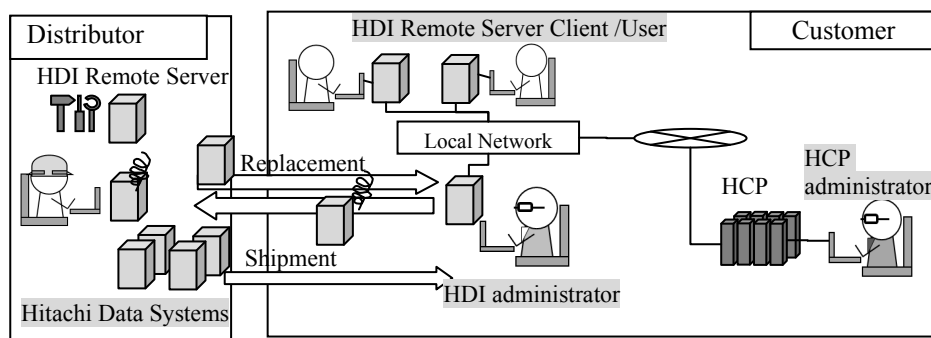 Distributor
HDI Remote Server
Replacement
Shipment
Hitachi Data Systems
HDI Remote Server Client /User
Customer
Local Network
HDI administrator
HCP
HCP
administrator